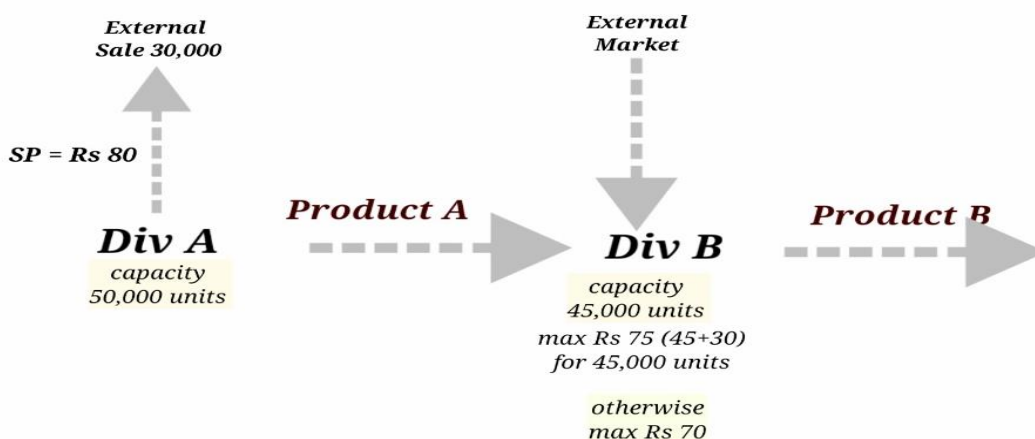 External
Sale 30,000
External
Market
SP = Rs 80
Product A
Product B
Div A
capacity
50,000 units
Div B
capacity
45,000 units
max Rs 75 (45+30)
for 45,000 units
otherwise
max Rs 70